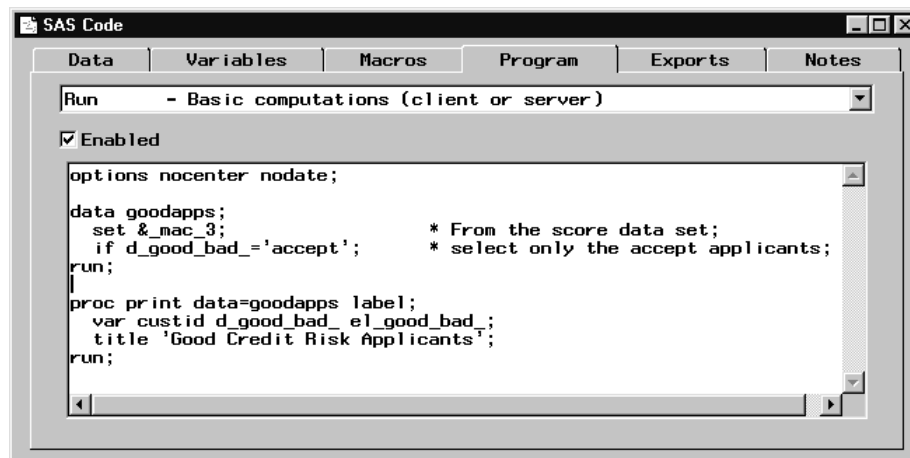 SAS Code
Data Variables Macros Program Exports Notes
Run - Basic computations (client or server)
Enabled
options nocenter nodate;
data goodapps;
set &_mac_3; * From the score data set;
if d_good_bad_='accept'; * select only the accept applicants;
run;
proc print data=goodapps label;
var custid d_good_bad_ el_good_bad_;
title 'Good Credit Risk Applicants';
run;